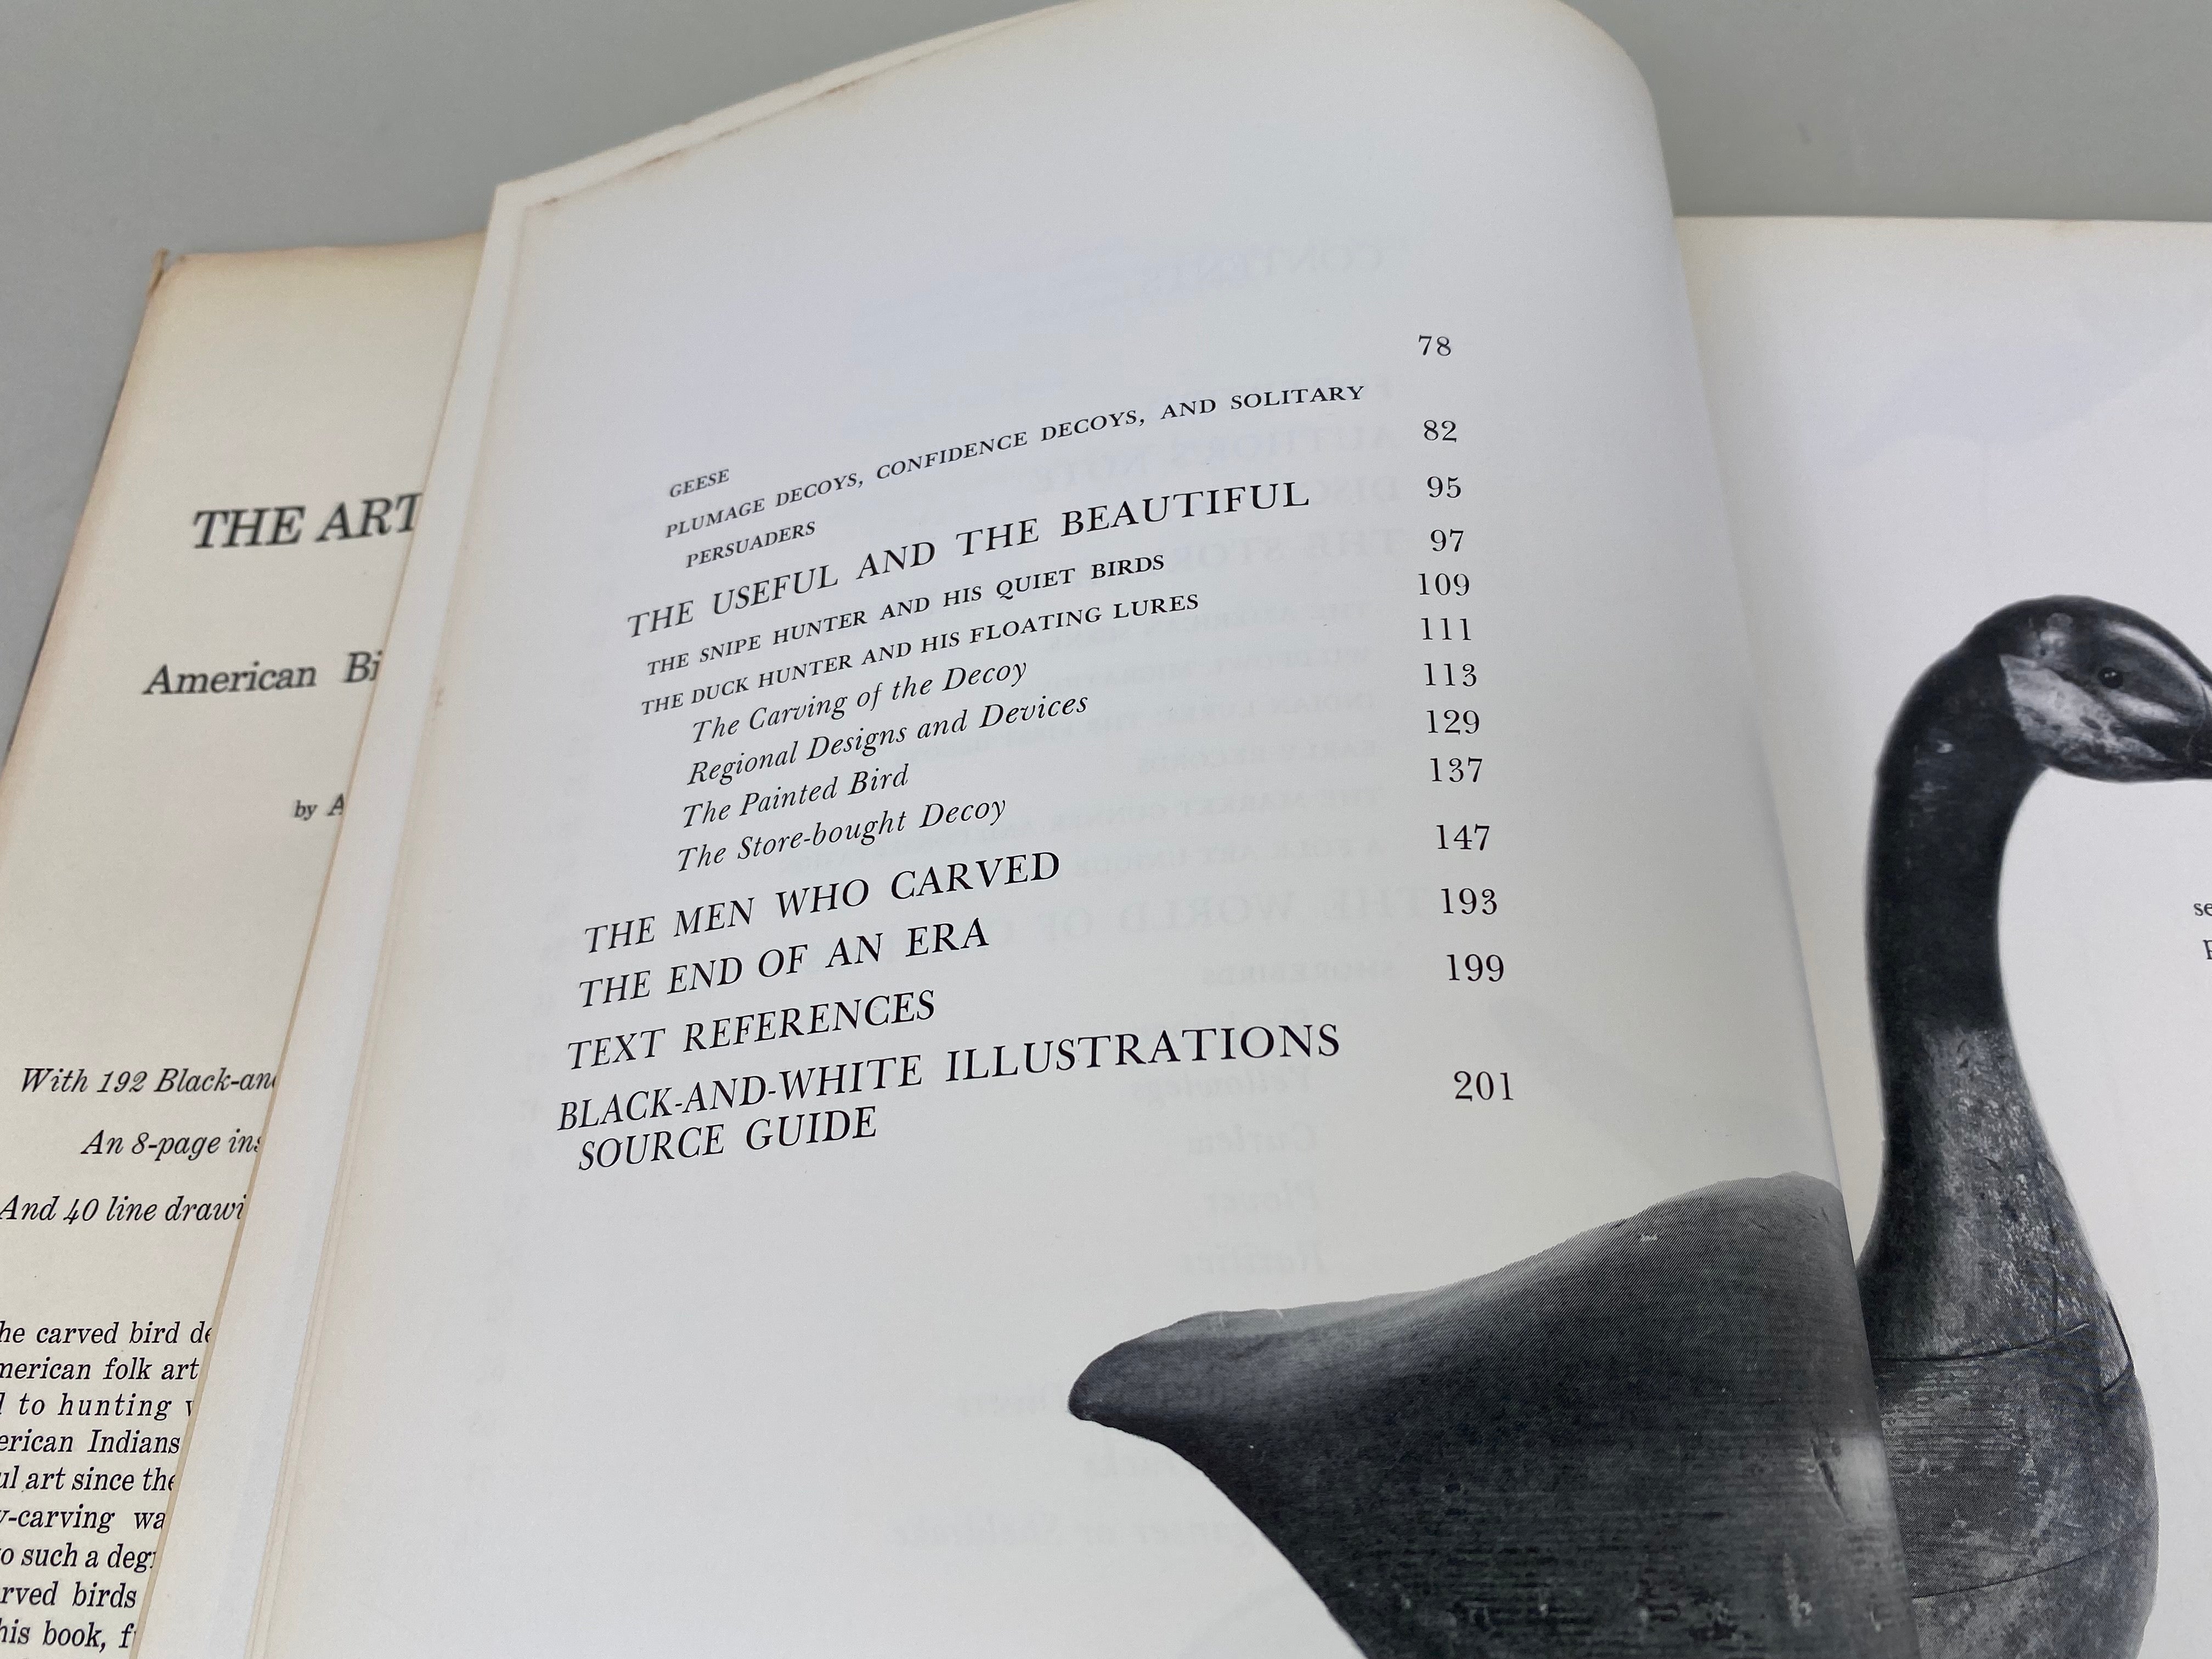 THE ART
American Bi
by A
With 192 Black-and
An 8-page ins
And 40 line drawi
he carved bird de
merican folk art
l to hunting
erican Indians
ul art since the
y-carving wa
o such a degr
rved birds
his book, f
GEESE 78
PLUMAGE DECOYS, CONFIDENCE DECOYS, AND SOLITARY
PERSUADERS 82
THE USEFUL AND THE BEAUTIFUL 95
THE SNIPE HUNTER AND HIS QUIET BIRDS 97
THE DUCK HUNTER AND HIS FLOATING LURES 109
The Carving of the Decoy 111
Regional Designs and Devices 113
The Painted Bird 129
The Store-bought Decoy 137
THE MEN WHO CARVED 147
THE END OF AN ERA 193
TEXT REFERENCES 199
BLACK-AND-WHITE ILLUSTRATIONS
SOURCE GUIDE 201
se